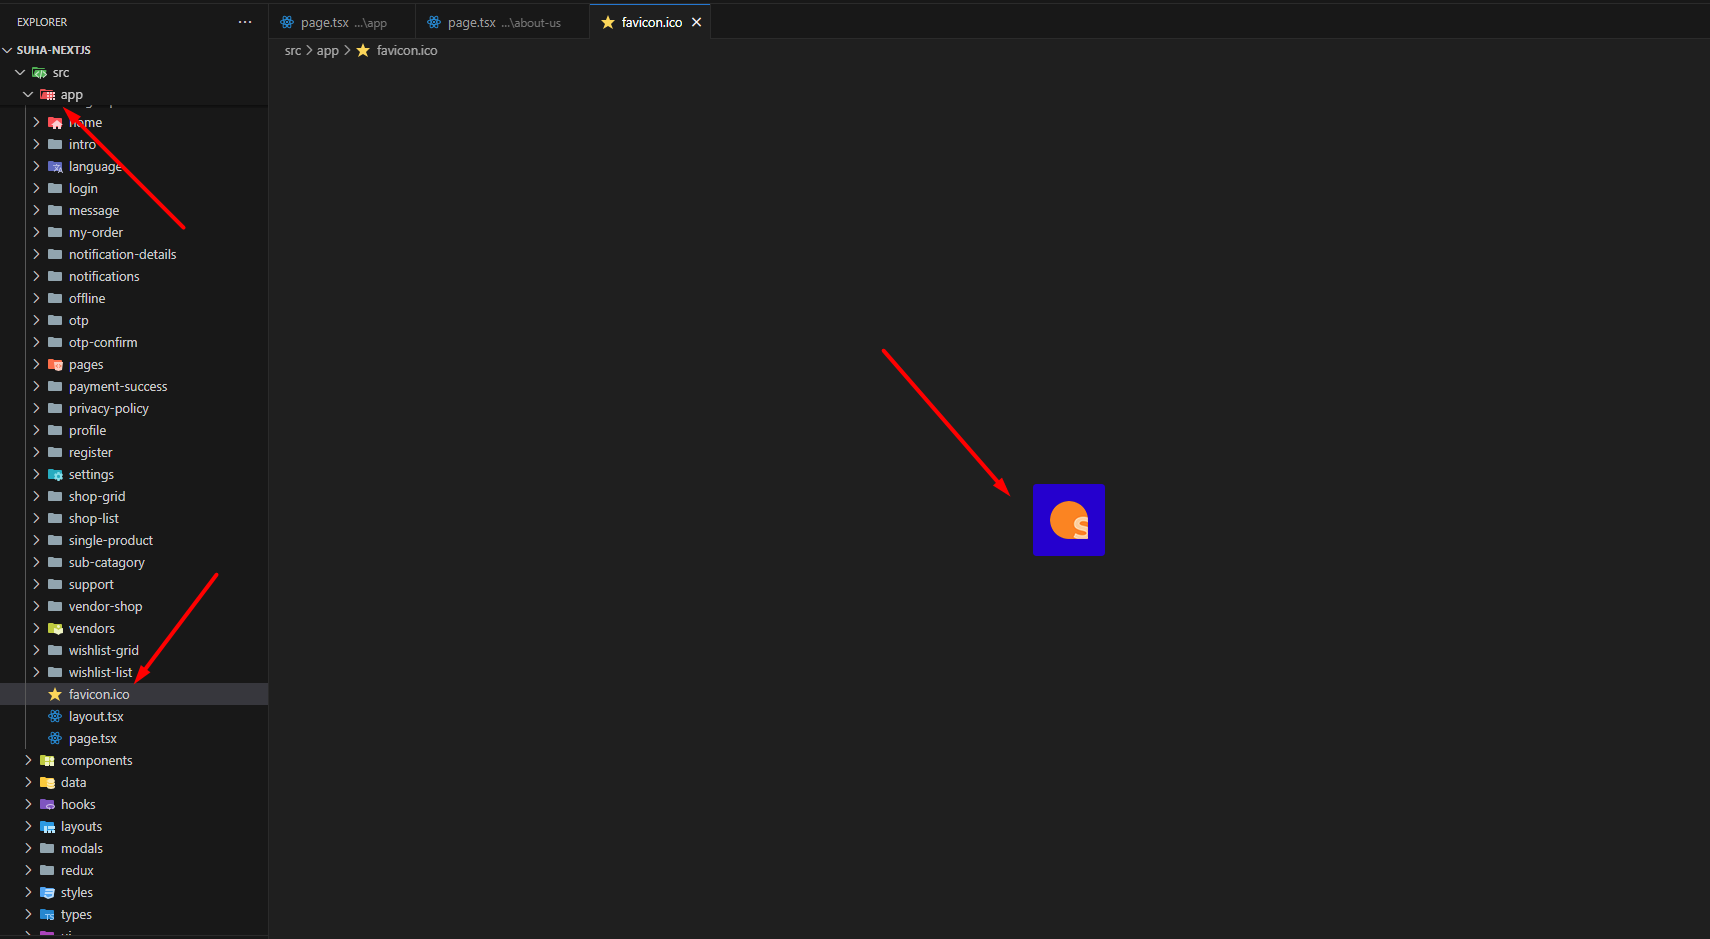 EXPLORER
SUHA-NEXTJS
src
app
home
intro
language
login
message
my-order
notification-details
notifications
offline
otp
otp-confirm
pages
payment-success
privacy-policy
profile
register
settings
shop-grid
shop-list
single-product
sub-catagory
support
vendor-shop
vendors
wishlist-grid
wishlist-list
favicon.ico
layout.tsx
page.tsx
components
data
hooks
layouts
modals
redux
styles
types
page.tsx ...\app
page.tsx ...\about-us
favicon.ico
src > app > favicon.ico
S